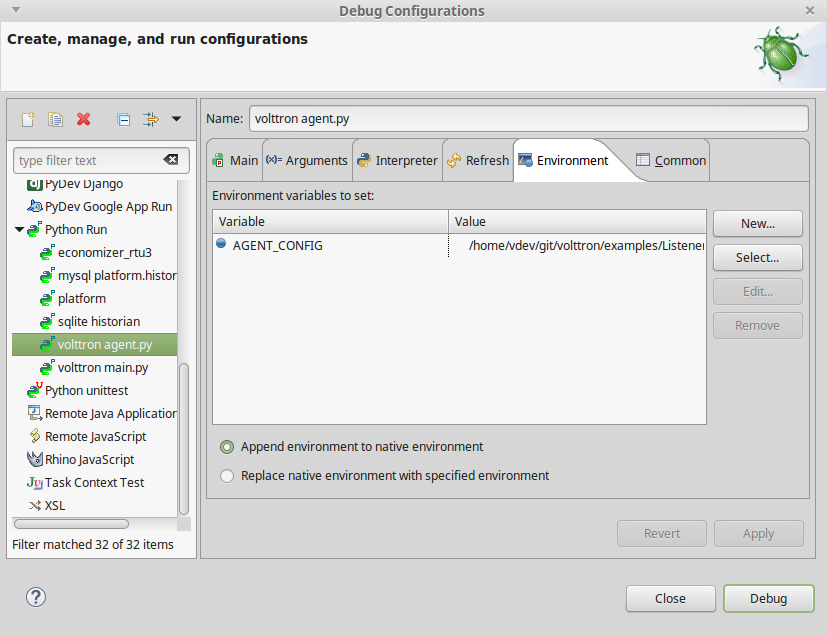 Debug Configurations
Create, manage, and run configurations
type filter text
PyDev Django
PyDev Google App Run
Python Run
economizer_rtu3
mysql platform.histor
platform
sqlite historian
volttron agent.py
volttron main.py
Python unittest
Remote Java Application
Remote JavaScript
Rhino JavaScript
Task Context Test
XSL
Filter matched 32 of 32 items
Name: volttron agent.py
Main (x)= Arguments Interpreter Refresh Environment Common
Environment variables to set:
Variable Value
AGENT_CONFIG /home/vdev/git/volttron/examples/Listener
New...
Select...
Edit...
Remove
Append environment to native environment
Replace native environment with specified environment
Revert Apply
? Close Debug